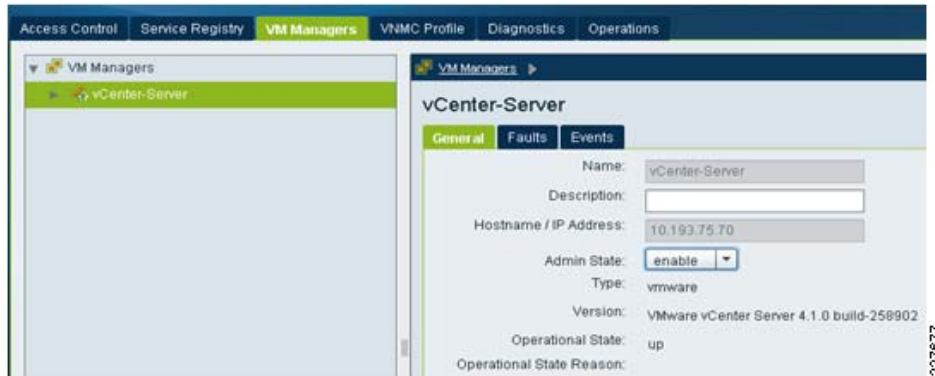 Access Control Service Registry VM Managers VNMC Profile Diagnostics Operations
VM Managers
vCenter-Server
VM Managers
vCenter-Server
General Faults Events
Name: vCenter-Server
Description:
Hostname / IP Address: 10.193.75.70
Admin State: enable
Type: vmware
Version: VMware vCenter Server 4.1.0 build-258902
Operational State: up
Operational State Reason: